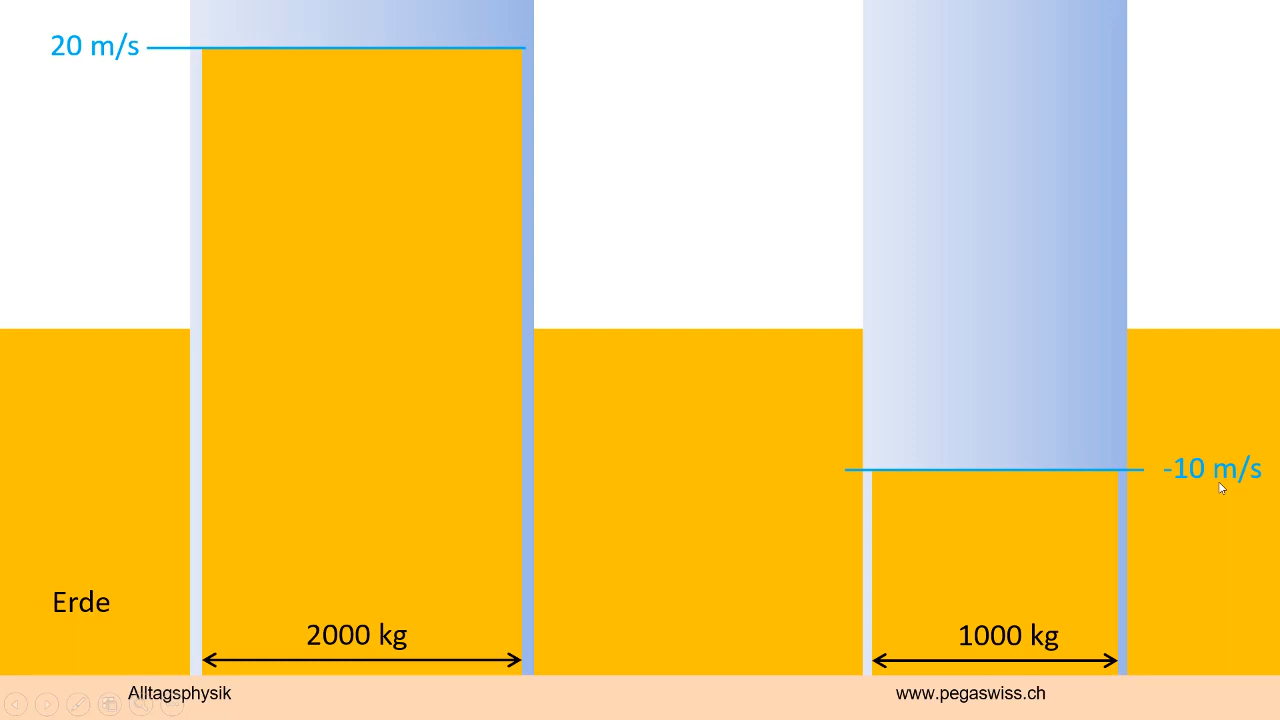 20 m/s
-10 m/s
Erde
2000 kg
1000 kg
Alltagsphysik
www.pegaswiss.ch